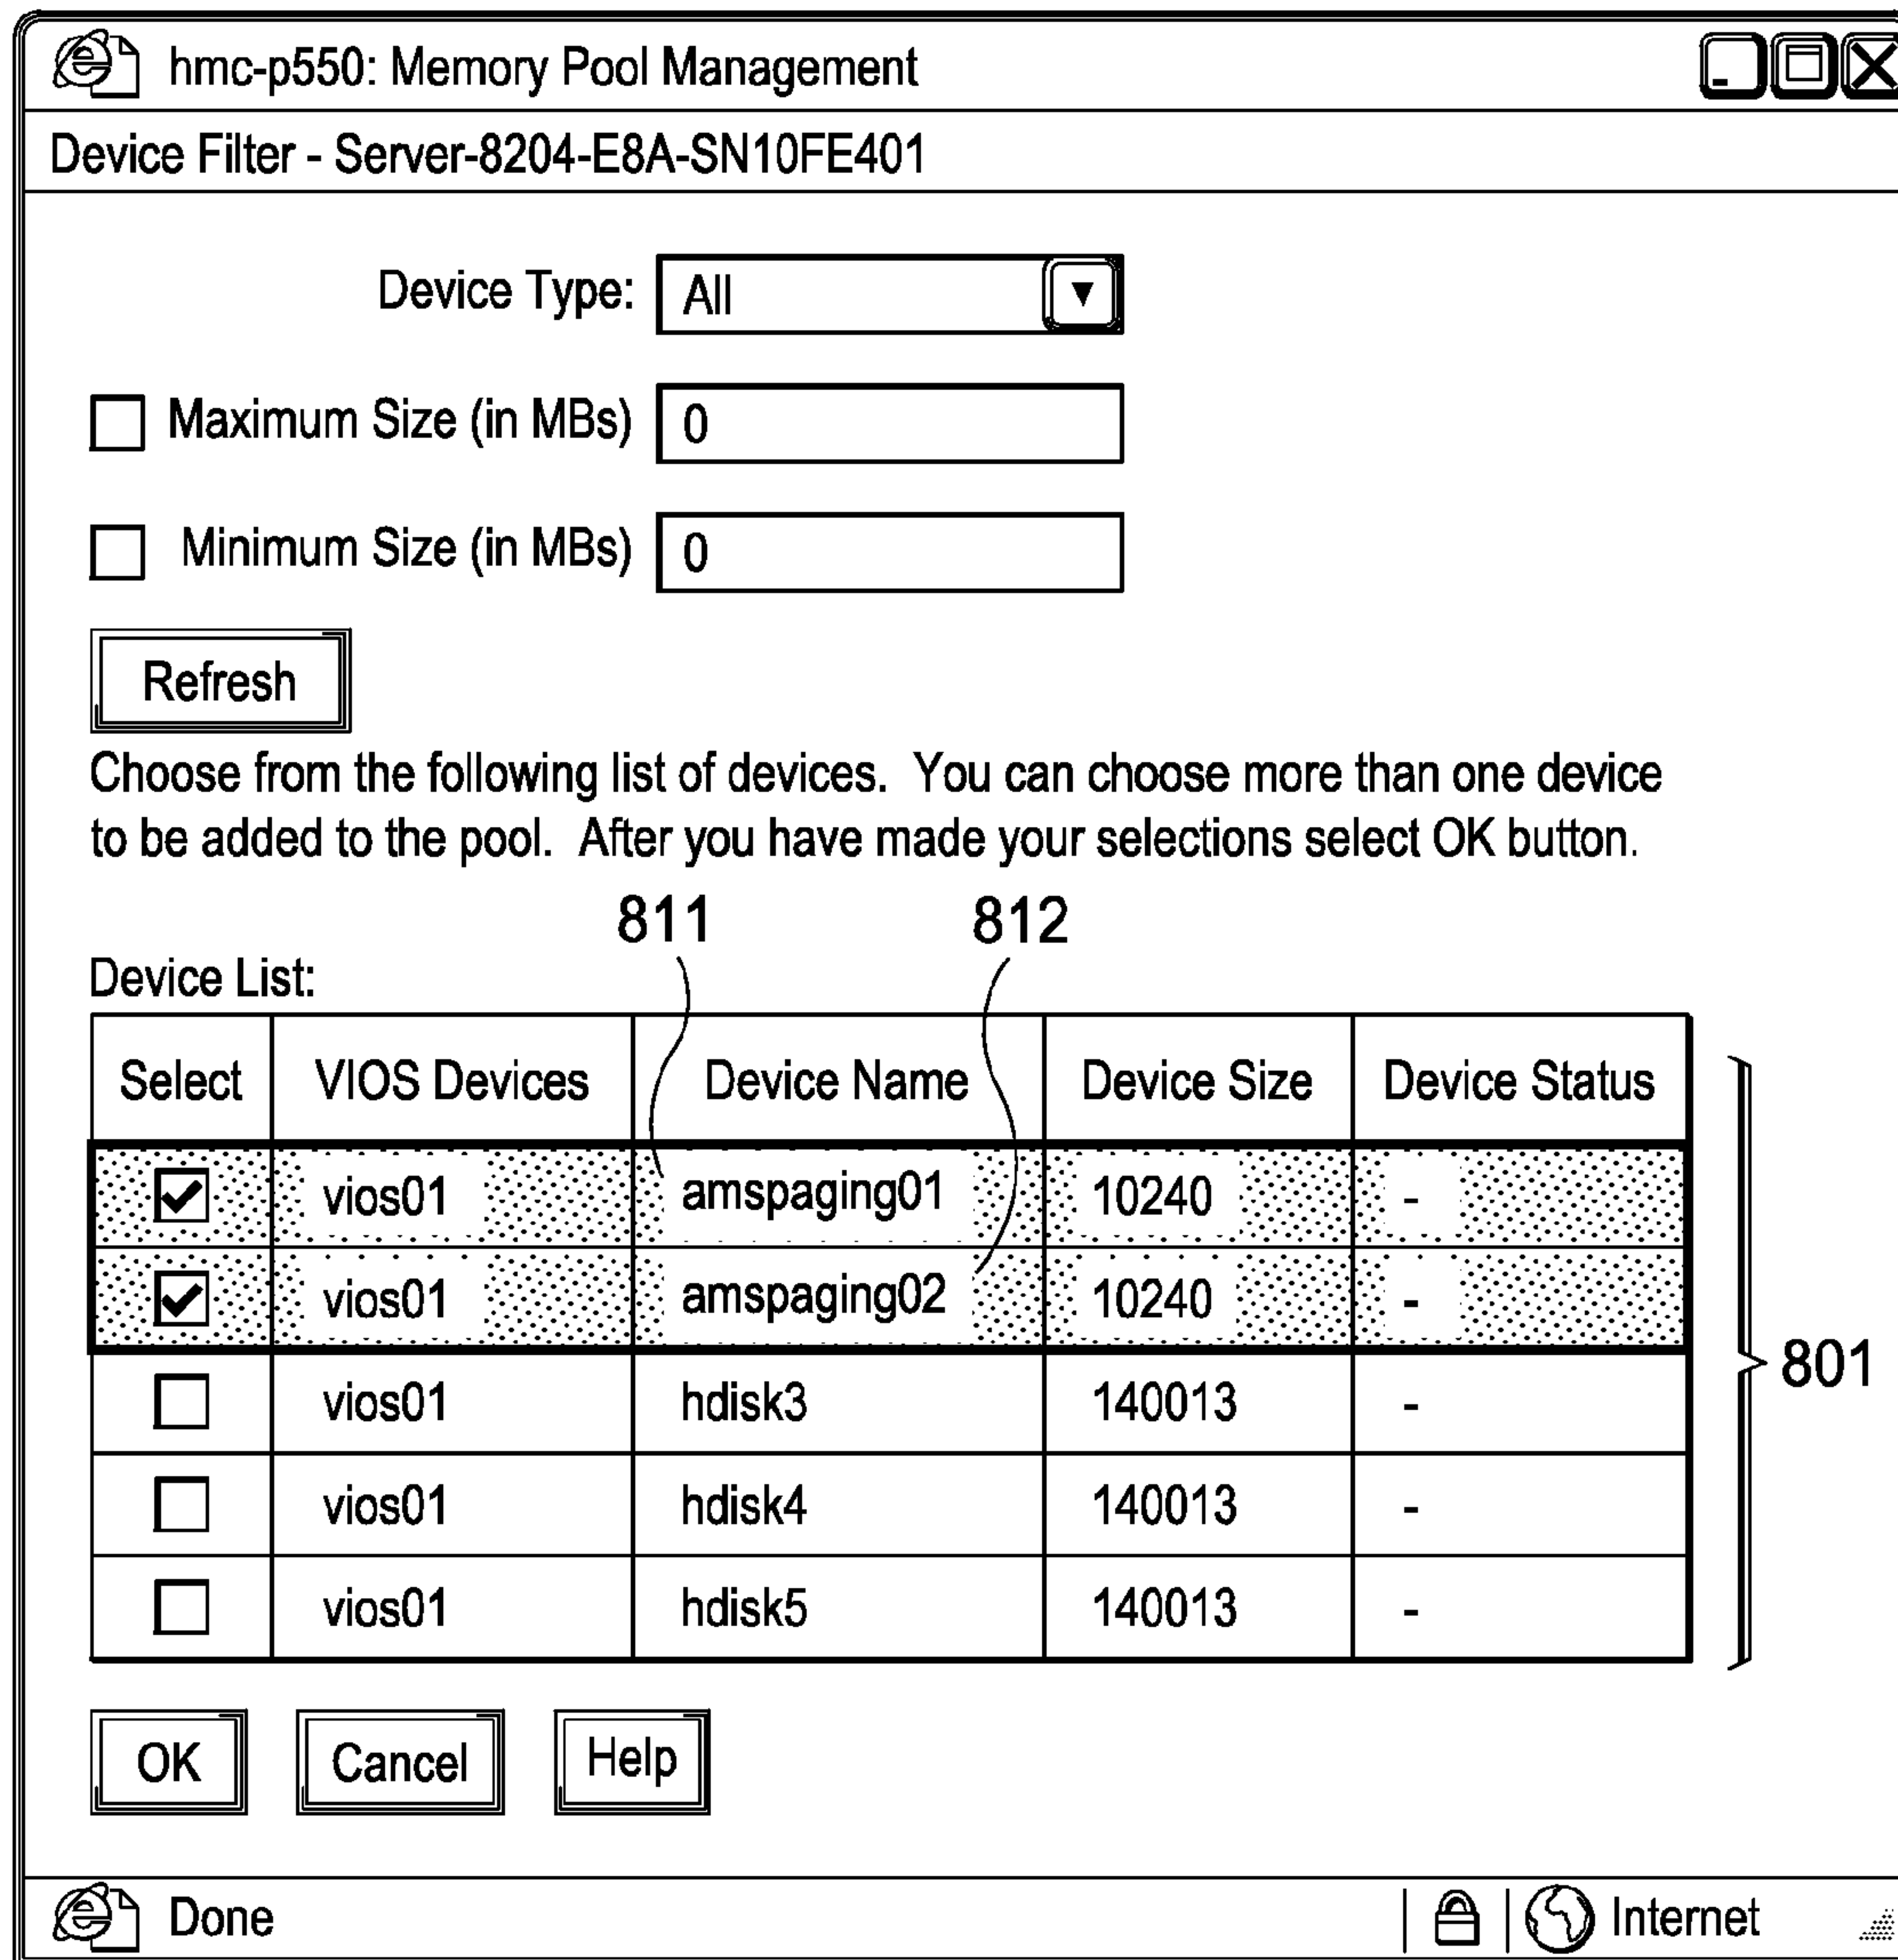 hmc-p550: Memory Pool Management
Device Filter - Server-8204-E8A-SN10FE401
Device Type: All
Maximum Size (in MBs) 0
Minimum Size (in MBs) 0
Refresh
Choose from the following list of devices. You can choose more than one device
to be added to the pool. After you have made your selections select OK button.
811 812
Device List:
Select VIOS Devices Device Name Device Size Device Status
vios01 amspaging01 10240 -
vios01 amspaging02 10240 -
801
vios01 hdisk3 140013 -
vios01 hdisk4 140013 -
vios01 hdisk5 140013 -
OK Cancel Help
Done Internet